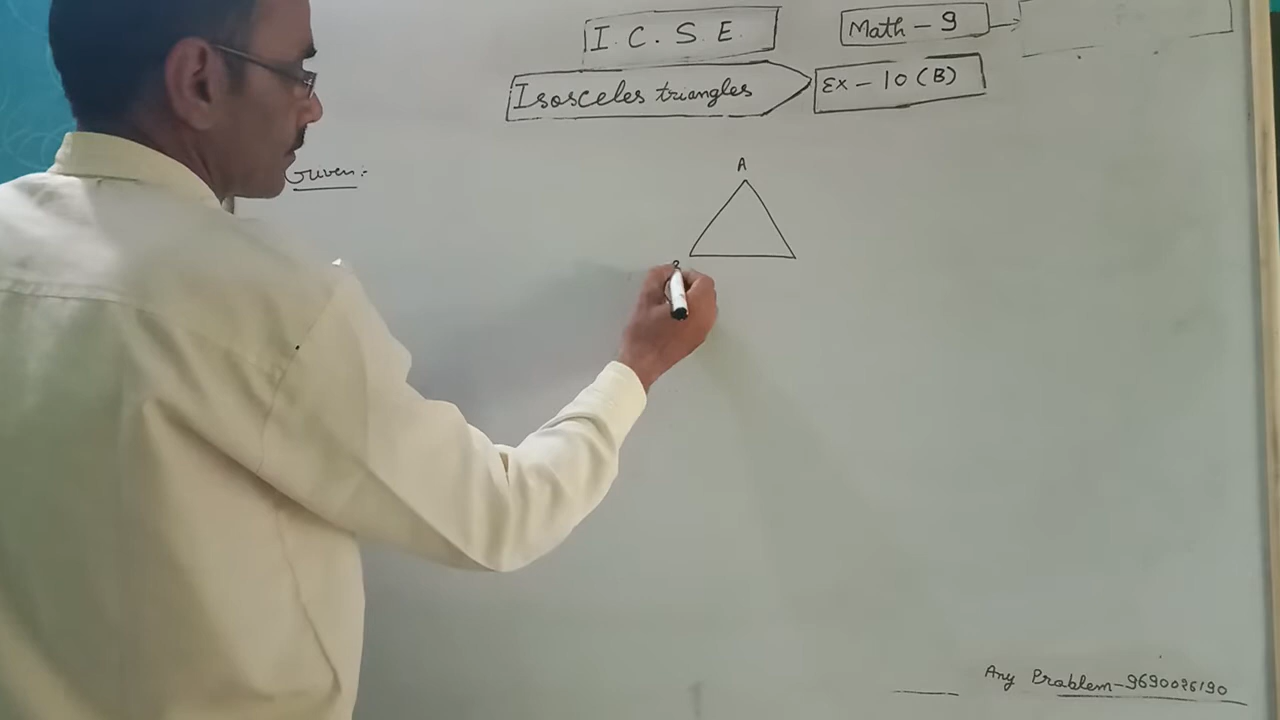 I. C. S. E.
Math - 9
Isosceles triangles
Ex - 10 (B)
Given :-
A
Any Problem - 9690026190